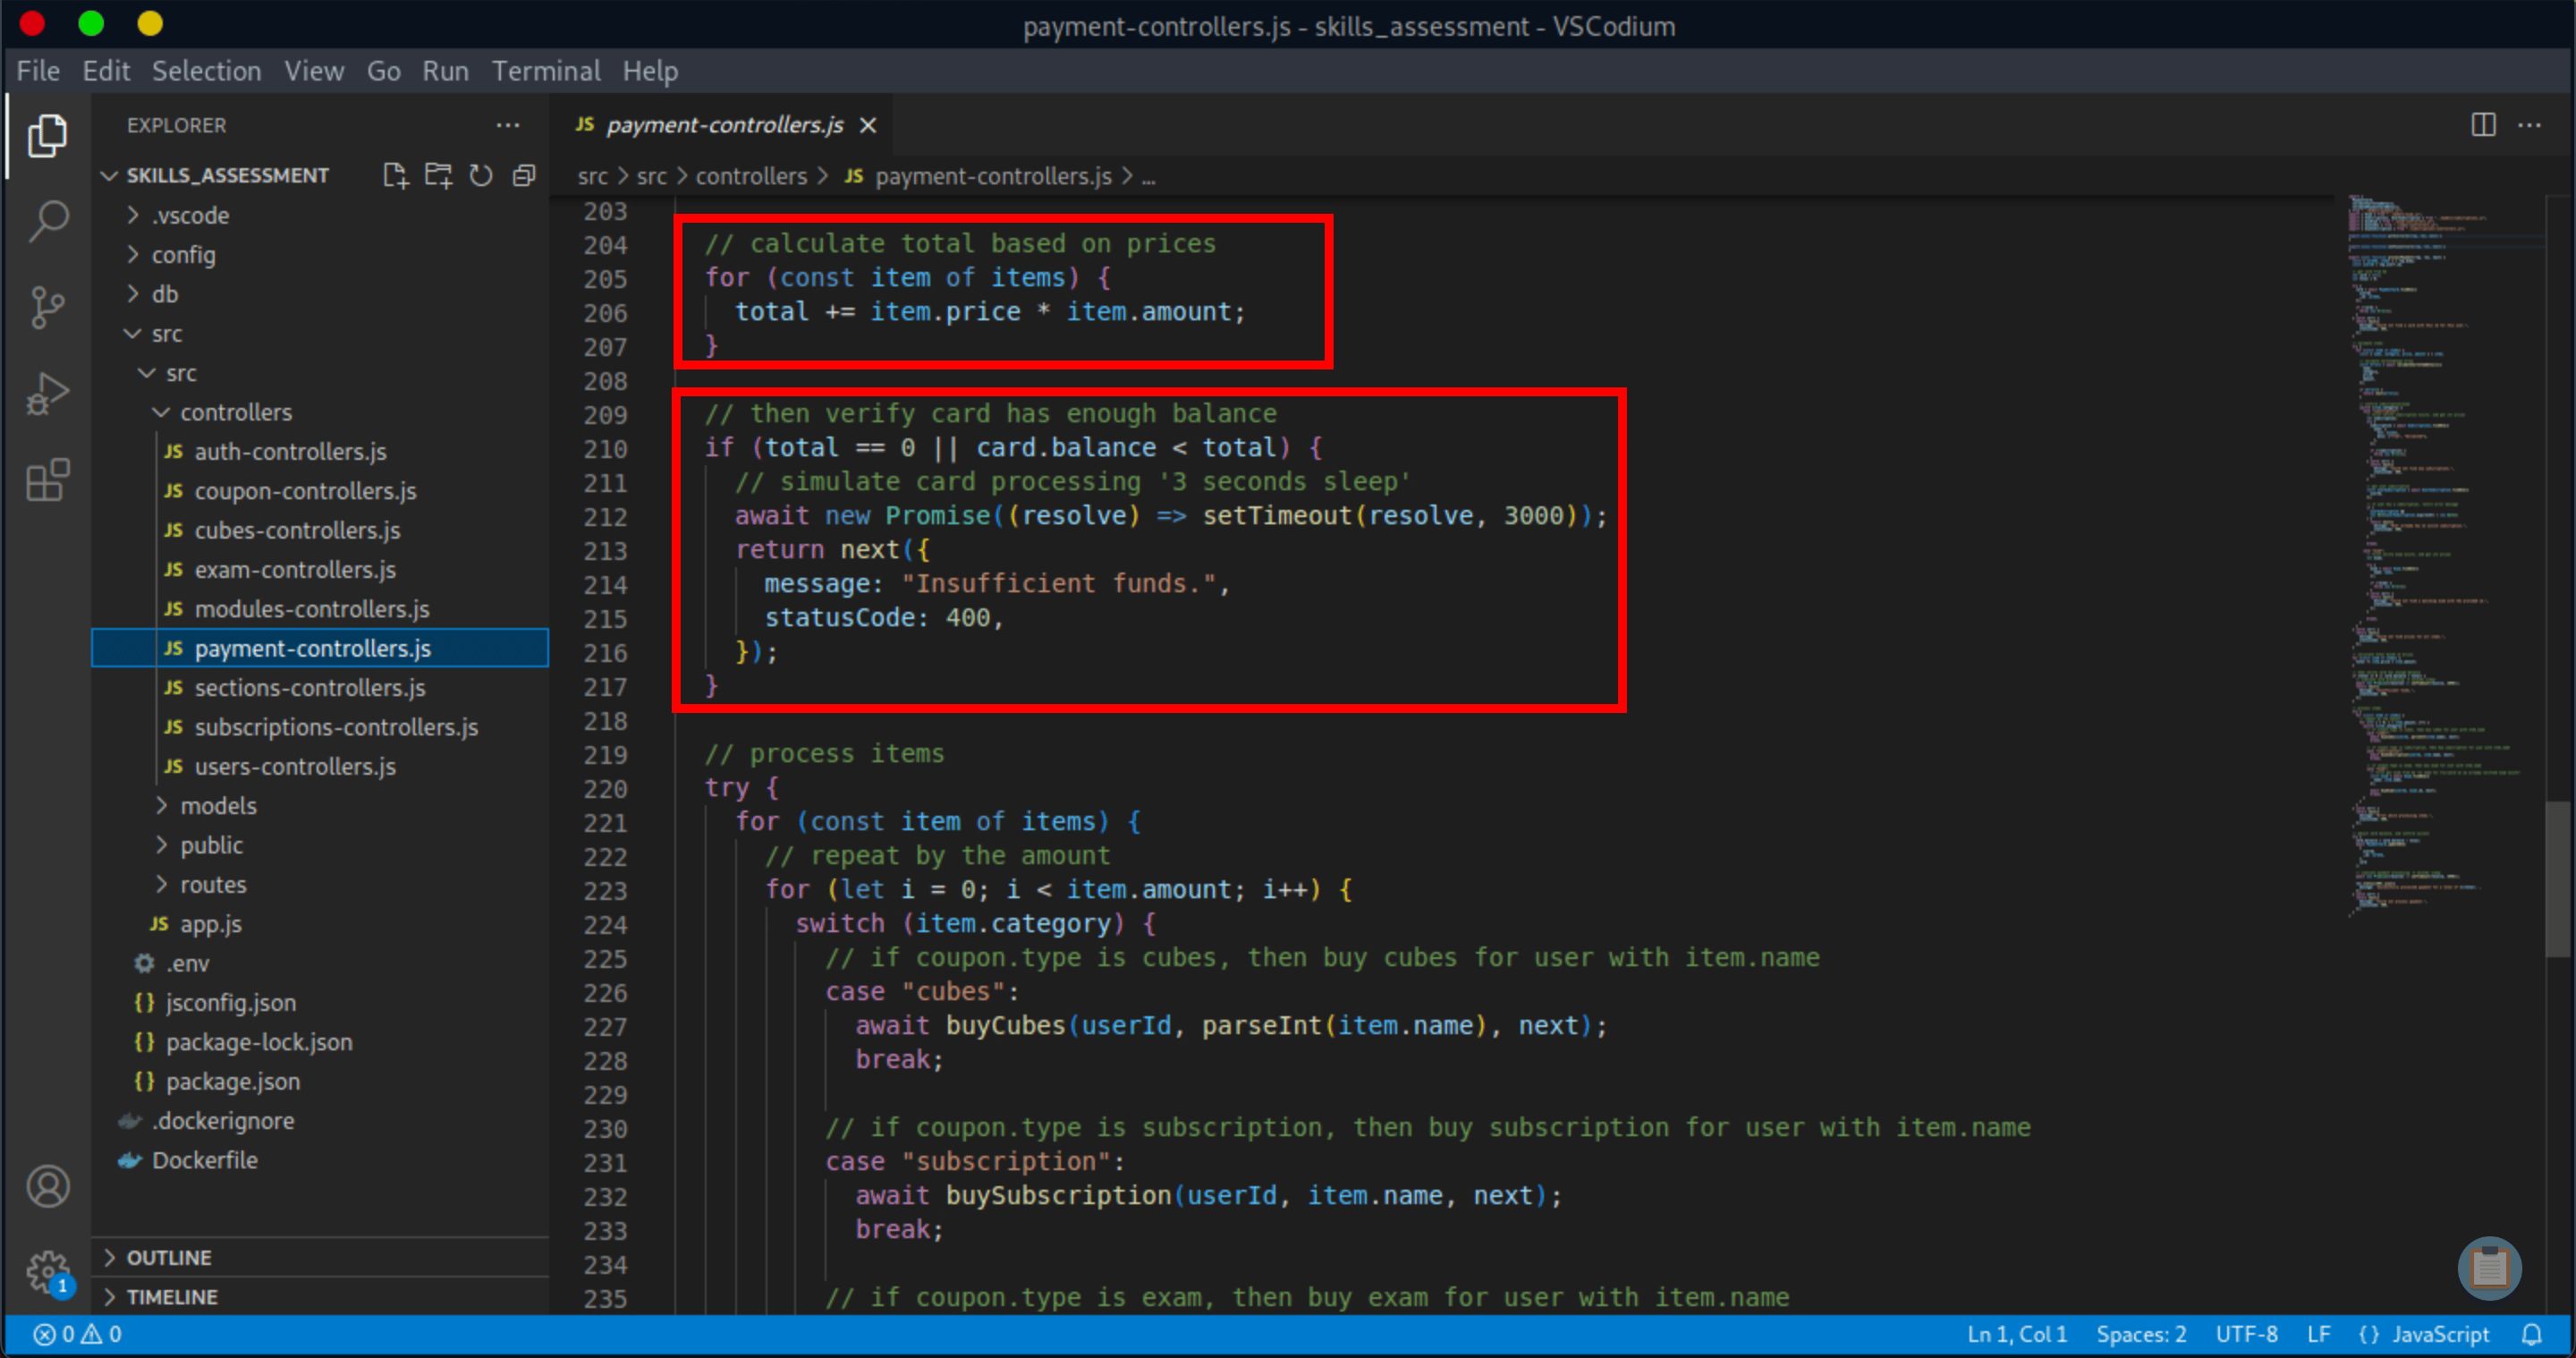 payment-controllers.js - skills_assessment - VSCodium
File Edit Selection View Go Run Terminal Help
EXPLORER
SKILLS_ASSESSMENT
.vscode
config
db
src
src
controllers
JS auth-controllers.js
JS coupon-controllers.js
JS cubes-controllers.js
JS exam-controllers.js
JS modules-controllers.js
JS payment-controllers.js
JS sections-controllers.js
JS subscriptions-controllers.js
JS users-controllers.js
models
public
routes
JS app.js
.env
{} jsconfig.json
{} package-lock.json
{} package.json
.dockerignore
Dockerfile
OUTLINE
TIMELINE
1
JS payment-controllers.js
src > src > controllers > JS payment-controllers.js > ...
203
204 // calculate total based on prices
205 for (const item of items) {
206 total += item.price * item.amount;
207 }
208
209 // then verify card has enough balance
210 if (total == 0 || card.balance < total) {
211 // simulate card processing '3 seconds sleep'
212 await new Promise((resolve) => setTimeout(resolve, 3000));
213 return next({
214 message: "Insufficient funds.",
215 statusCode: 400,
216 });
217 }
218
219 // process items
220 try {
221 for (const item of items) {
222 // repeat by the amount
223 for (let i = 0; i < item.amount; i++) {
224 switch (item.category) {
225 // if coupon.type is cubes, then buy cubes for user with item.name
226 case "cubes":
227 await buyCubes(userId, parseInt(item.name), next);
228 break;
229
230 // if coupon.type is subscription, then buy subscription for user with item.name
231 case "subscription":
232 await buySubscription(userId, item.name, next);
233 break;
234
235 // if coupon.type is exam, then buy exam for user with item.name
0 0
Ln 1, Col 1 Spaces: 2 UTF-8 LF {} JavaScript